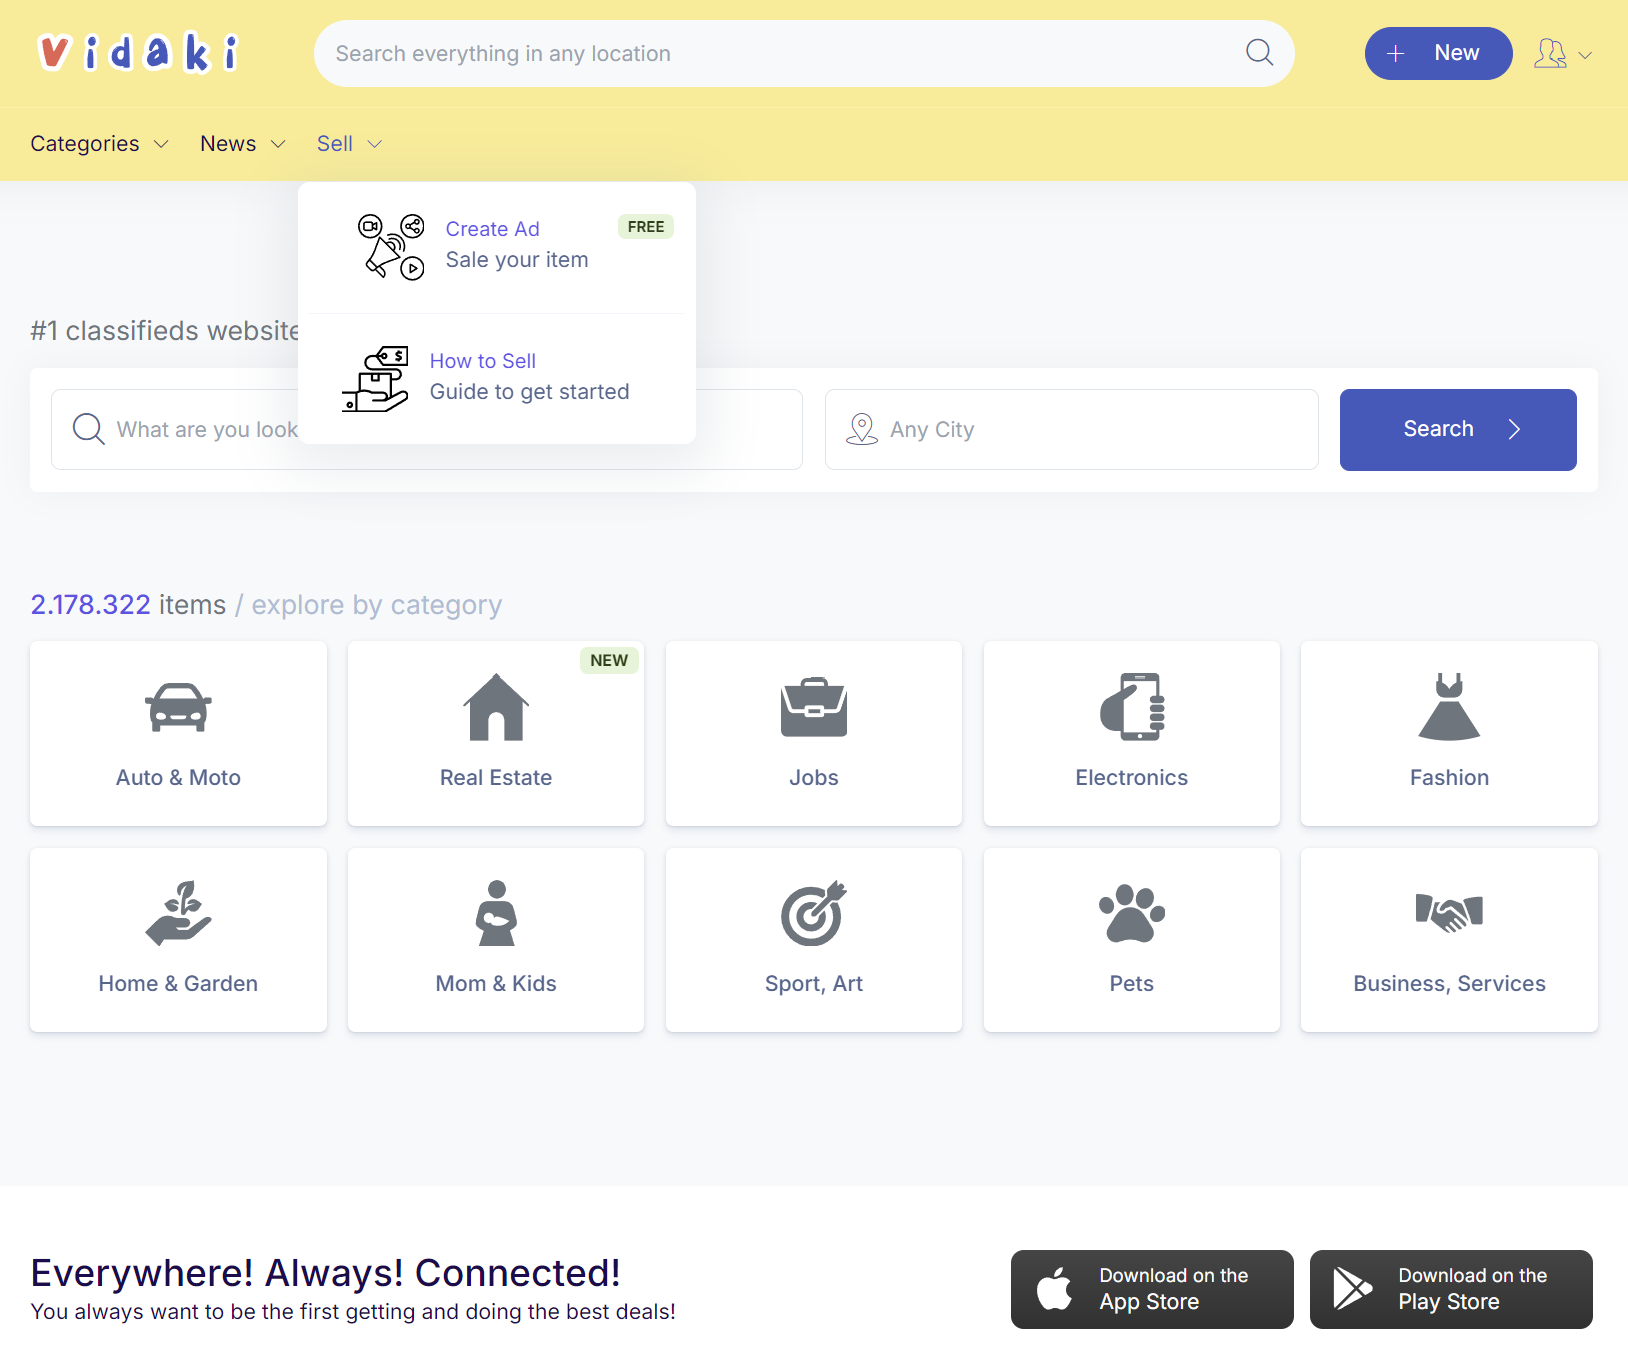 Vidaki
Search everything in any location
New
Categories
News
Sell
Create Ad
FREE
Sale your item
How to Sell
Guide to get started
#1 classifieds website
What are you look
Any City
Search
2.178.322 items / explore by category
Auto & Moto
NEW
Real Estate
Jobs
Electronics
Fashion
Home & Garden
Mom & Kids
Sport, Art
Pets
Business, Services
Everywhere! Always! Connected!
You always want to be the first getting and doing the best deals!
Download on the
App Store
Download on the
Play Store